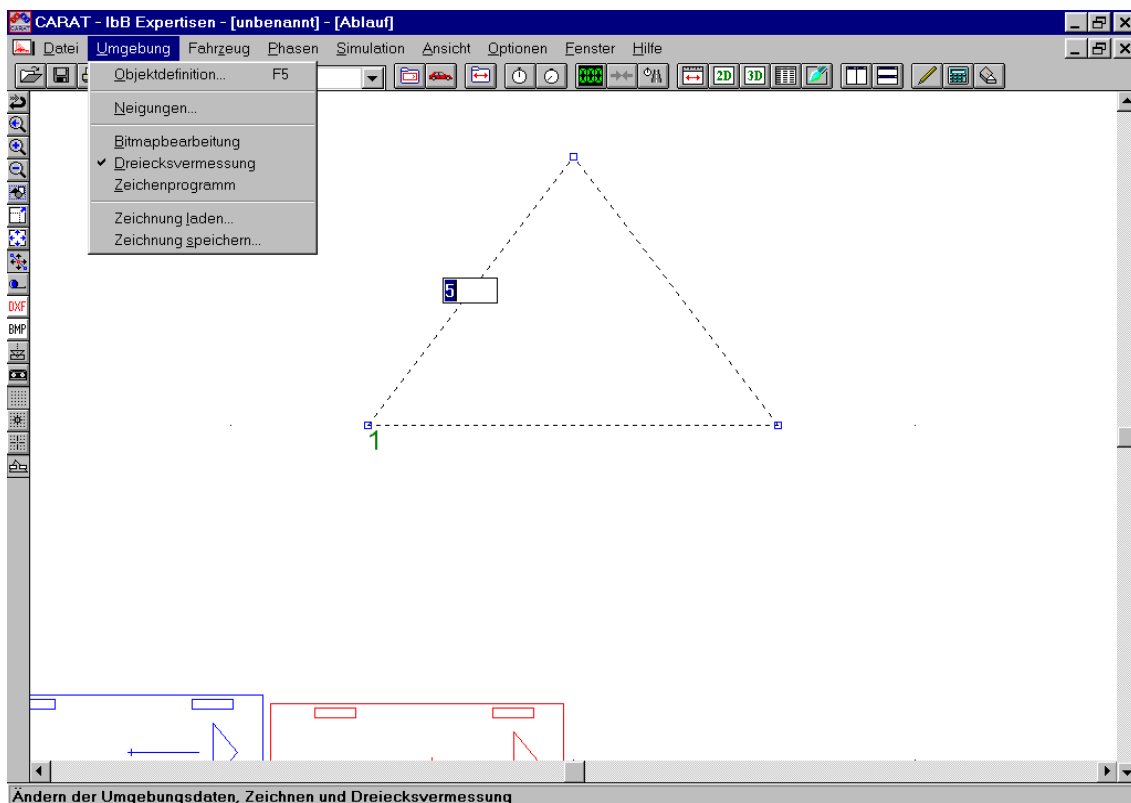 CARAT - IbB Expertisen - [unbenannt] - [Ablauf]
Datei Umgebung Fahrzeug Phasen Simulation Ansicht Optionen Fenster Hilfe
2D 3D
Objektdefinition... F5
Neigungen...
Bitmapbearbeitung
Dreiecksvermessung
Zeichenprogramm
Zeichnung laden...
Zeichnung speichern...
DXF
BMP
5
1
Ändern der Umgebungsdaten, Zeichnen und Dreiecksvermessung